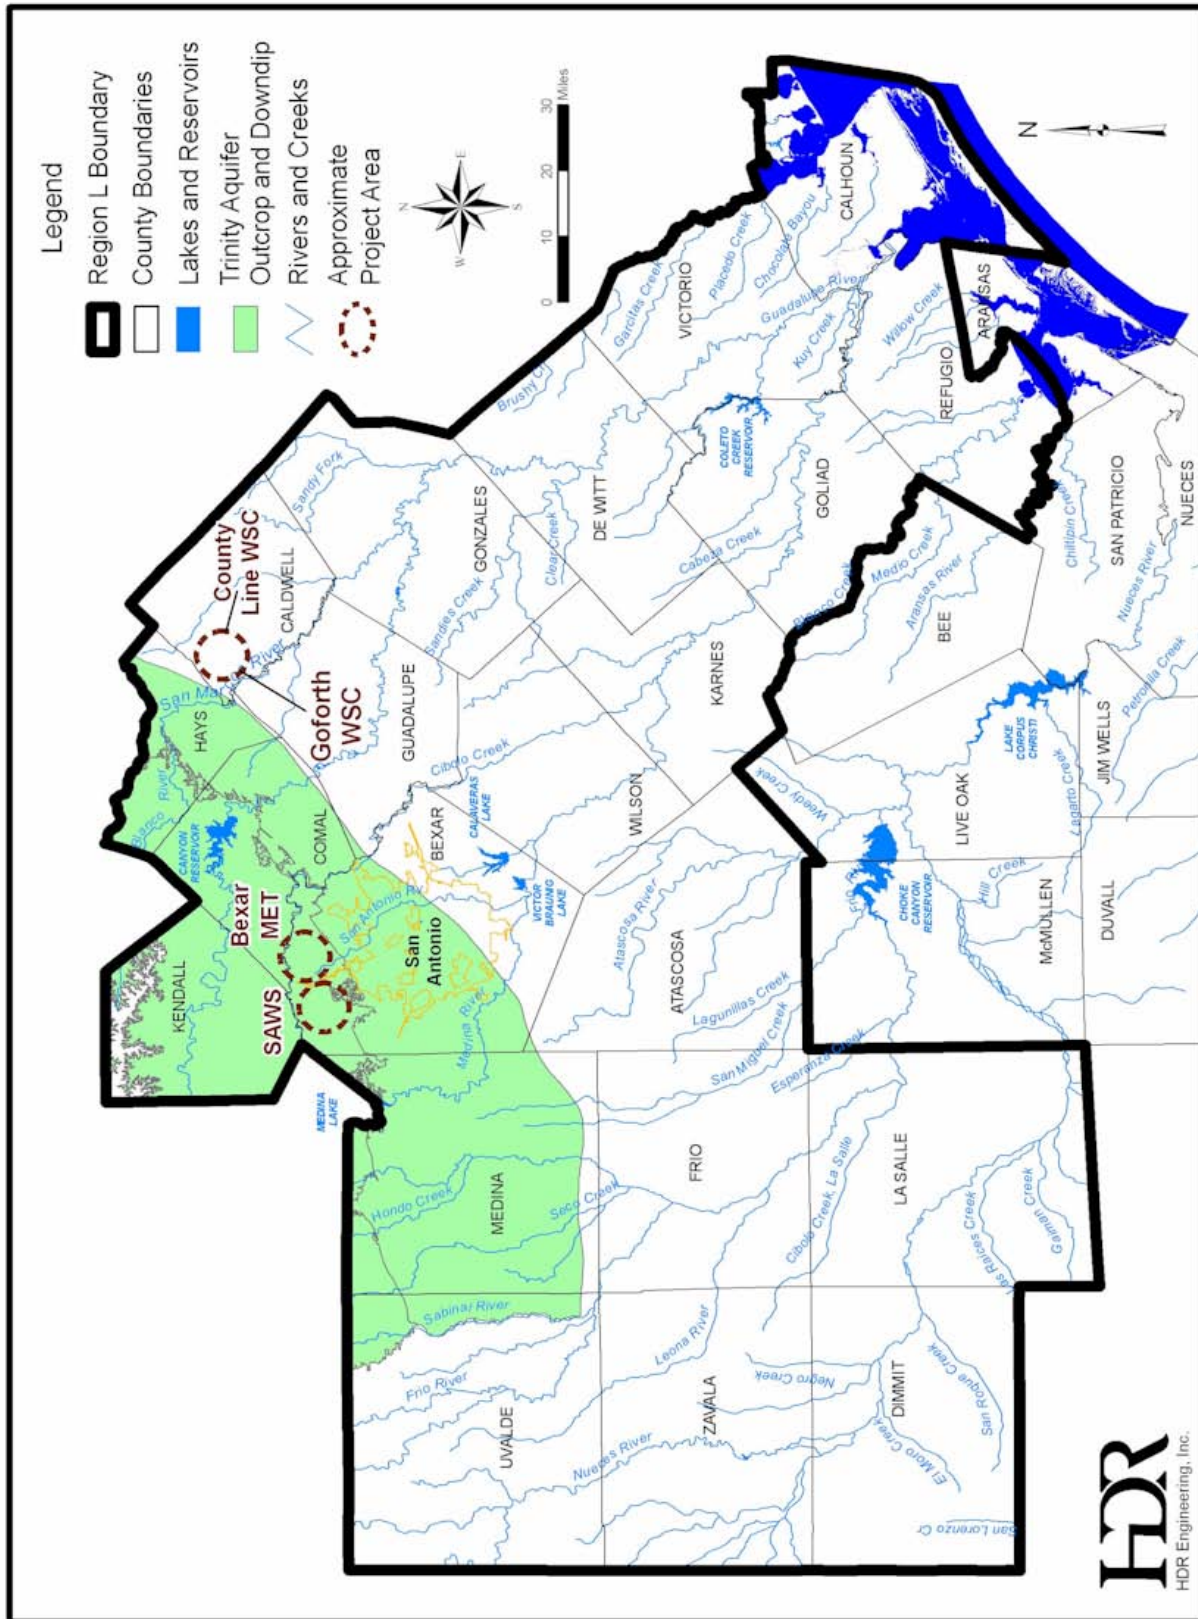 Legend
Region L Boundary
County Boundaries
Lakes and Reservoirs
Trinity Aquifer
Outcrop and Downdip
Rivers and Creeks
Approximate
Project Area
N
E
S
W
0 10 20 30
Miles
N
KENDALL
Blanco River
HAYS
San Marcos River
CANYON
RESERVOIR
COMAL
County
Line WSC
CALDWELL
Sandy Fork
Goforth
WSC
GUADALUPE
Bexar
MET
SAWS
MEDINA
LAKE
San Antonio Rv
San
Antonio
BEXAR
Cibolo Creek
CALAVERAS
LAKE
VICTOR
BRAUNIG
LAKE
Medina River
Sandies Creek
GONZALES
Clear Creek
Brushy Cr
DE WITT
Garcitas Creek
VICTORIO
Placedo Creek
Chocolate Bayou
CALHOUN
Guadalupe River
Kuy Creek
Willow Creek
COLETO
CREEK
RESERVOIR
GOLIAD
Cabeza Creek
REFUGIO
ARANSAS
WILSON
KARNES
Hondo Creek
MEDINA
Seco Creek
Sabinal River
Frio River
UVALDE
Nueces River
Leona River
ZAVALA
FRIO
ATASCOSA
Atascosa River
Lagunillas Creek
San Miguel Creek
Esperanza Creek
Weedy Creek
Blanco Creek
Medio Creek
Aransas River
BEE
Chiltipin Creek
SAN PATRICIO
NUECES
Nueces River
Frio
CHOKE
CANYON
RESERVOIR
LIVE OAK
LAKE
CORPUS
CHRISTI
Lagarto Creek
Hill Creek
McMULLEN
JIM WELLS
DUVALL
Petronila Creek
Cibolo Creek, La Salle
LA SALLE
Las Raices Creek
Galman Creek
Negro Creek
DIMMIT
El Moro Creek
San Roque Creek
San Lorenzo Cr
HDR
HDR Engineering, Inc.